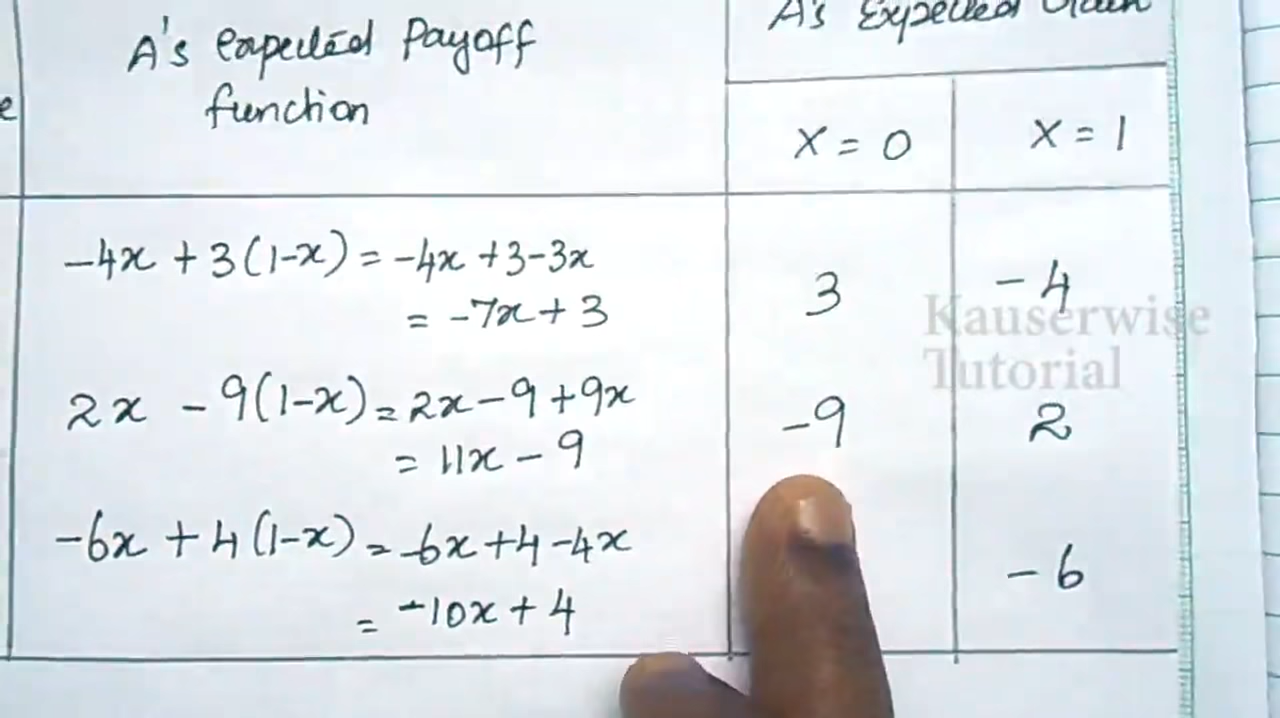 A's expected Payoff
function
A's Expected
x = 0
x = 1
e
-4x + 3(1-x) = -4x +3-3x
= -7x + 3
3
-4
2x - 9(1-x) = 2x - 9 + 9x
= 11x - 9
-9
2
-6x + 4(1-x) = -6x + 4 - 4x
= -10x + 4
-6
Kauserwise
Tutorial